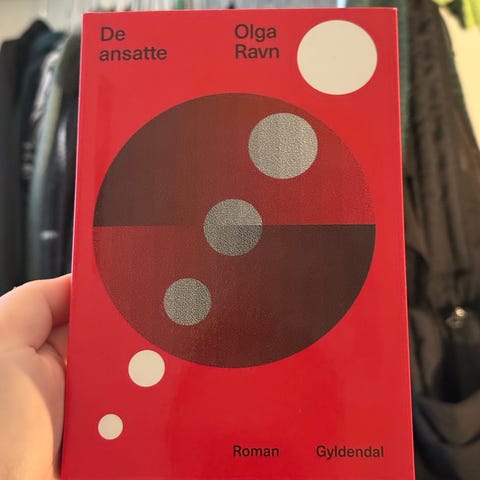 De
ansatte
Olga
Ravn
Roman
Gyldendal